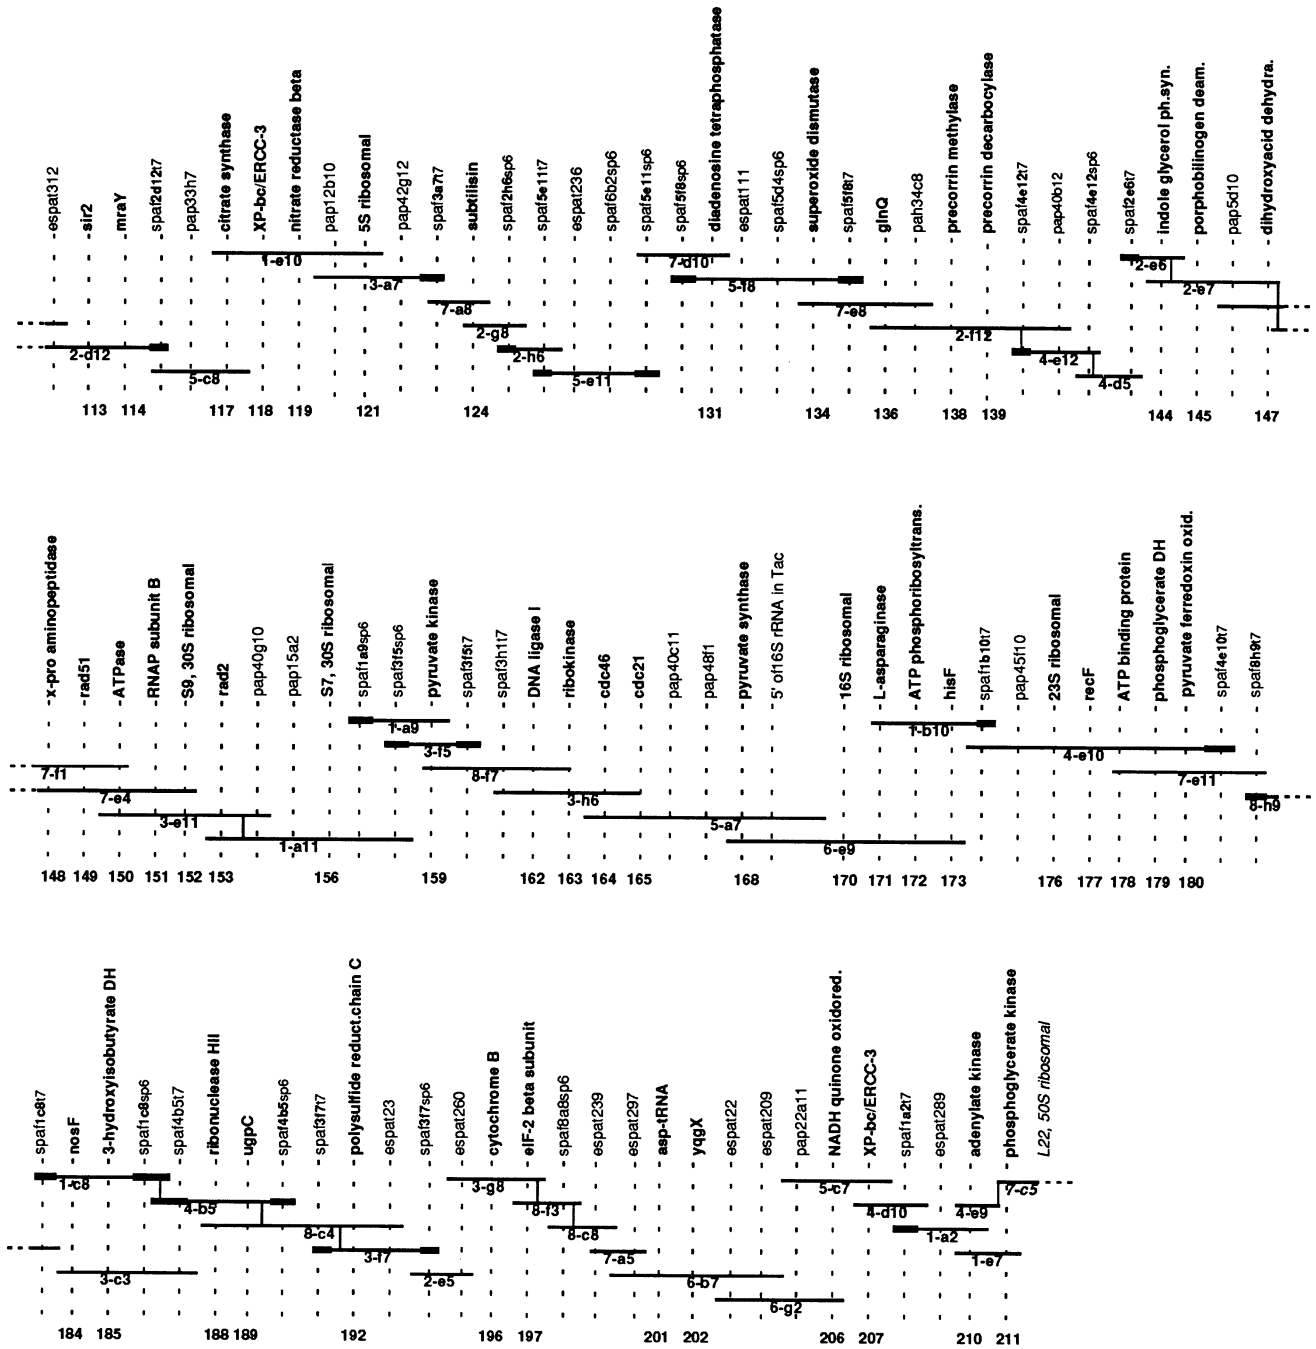 espat312
sir2
mraY
spaf2d12t7
pap33h7
citrate synthase
XP-bc/ERCC-3
nitrate reductase beta
pap12b10
5S ribosomal
pap42g12
spaf3a7t7
subtilisin
spaf2h6sp6
spaf5e11t7
espat236
spaf6b2sp6
spaf5e11sp6
spaf5f8sp6
diadenosine tetraphosphatase
espat111
spaf5d4sp6
superoxide dismutase
spaf5f8t7
glnQ
pah34c8
precorrin methylase
precorrin decarbocylase
spaf4e12t7
pap40b12
spaf4e12sp6
spaf2e6t7
indole glycerol ph.syn.
porphobilinogen deam.
pap5d10
dihydroxyacid dehydra.
1-e10
7-d10
2-e6
3-a7
5-f8
2-e7
7-a8
7-e8
2-g8
2-f12
2-d12
2-h6
4-e12
5-c8
5-e11
4-d5
113 114 117 118 119 121 124 131 134 136 138 139 144 145 147
x-pro aminopeptidase
rad51
ATPase
RNAP subunit B
S9, 30S ribosomal
rad2
pap40g10
pap15a2
S7, 30S ribosomal
spaf1a9sp6
spaf3f5sp6
pyruvate kinase
spaf3f5t7
spaf3h1t7
DNA ligase I
ribokinase
cdc46
cdc21
pap40c11
pap48f1
pyruvate synthase
5' of16S rRNA in Tac
16S ribosomal
L-asparaginase
ATP phosphoribosyltrans.
hisF
spaf1b10t7
pap45f10
23S ribosomal
recF
ATP binding protein
phosphoglycerate DH
pyruvate ferredoxin oxid.
spaf4e10t7
spaf8h9t7
1-a9
1-b10
3-f5
4-e10
7-f1
8-f7
7-e11
7-e4
3-h6
8-h9
3-e11
5-a7
1-a11
6-e9
148 149 150 151 152 153 156 159 162 163 164 165 168 170 171 172 173 176 177 178 179 180
spaf1c8t7
nosF
3-hydroxyisobutyrate DH
spaf1c8sp6
spaf4b5t7
ribonuclease HII
ugpC
spaf4b5sp6
spaf3f7t7
polysulfide reduct.chain C
espat23
spaf3f7sp6
espat260
cytochrome B
eIF-2 beta subunit
spaf8a8sp6
espat239
espat297
asp-tRNA
yqgX
espat22
espat209
pap22a11
NADH quinone oxidored.
XP-bc/ERCC-3
spaf1a2t7
espat289
adenylate kinase
phosphoglycerate kinase
L22, 50S ribosomal
1-c8
3-g8
5-c7
7-c5
4-b5
8-f3
4-d10
4-e9
8-c4
8-c8
1-a2
3-f7
7-a5
1-e7
3-c3
2-e5
6-b7
6-g2
184 185 188 189 192 196 197 201 202 206 207 210 211